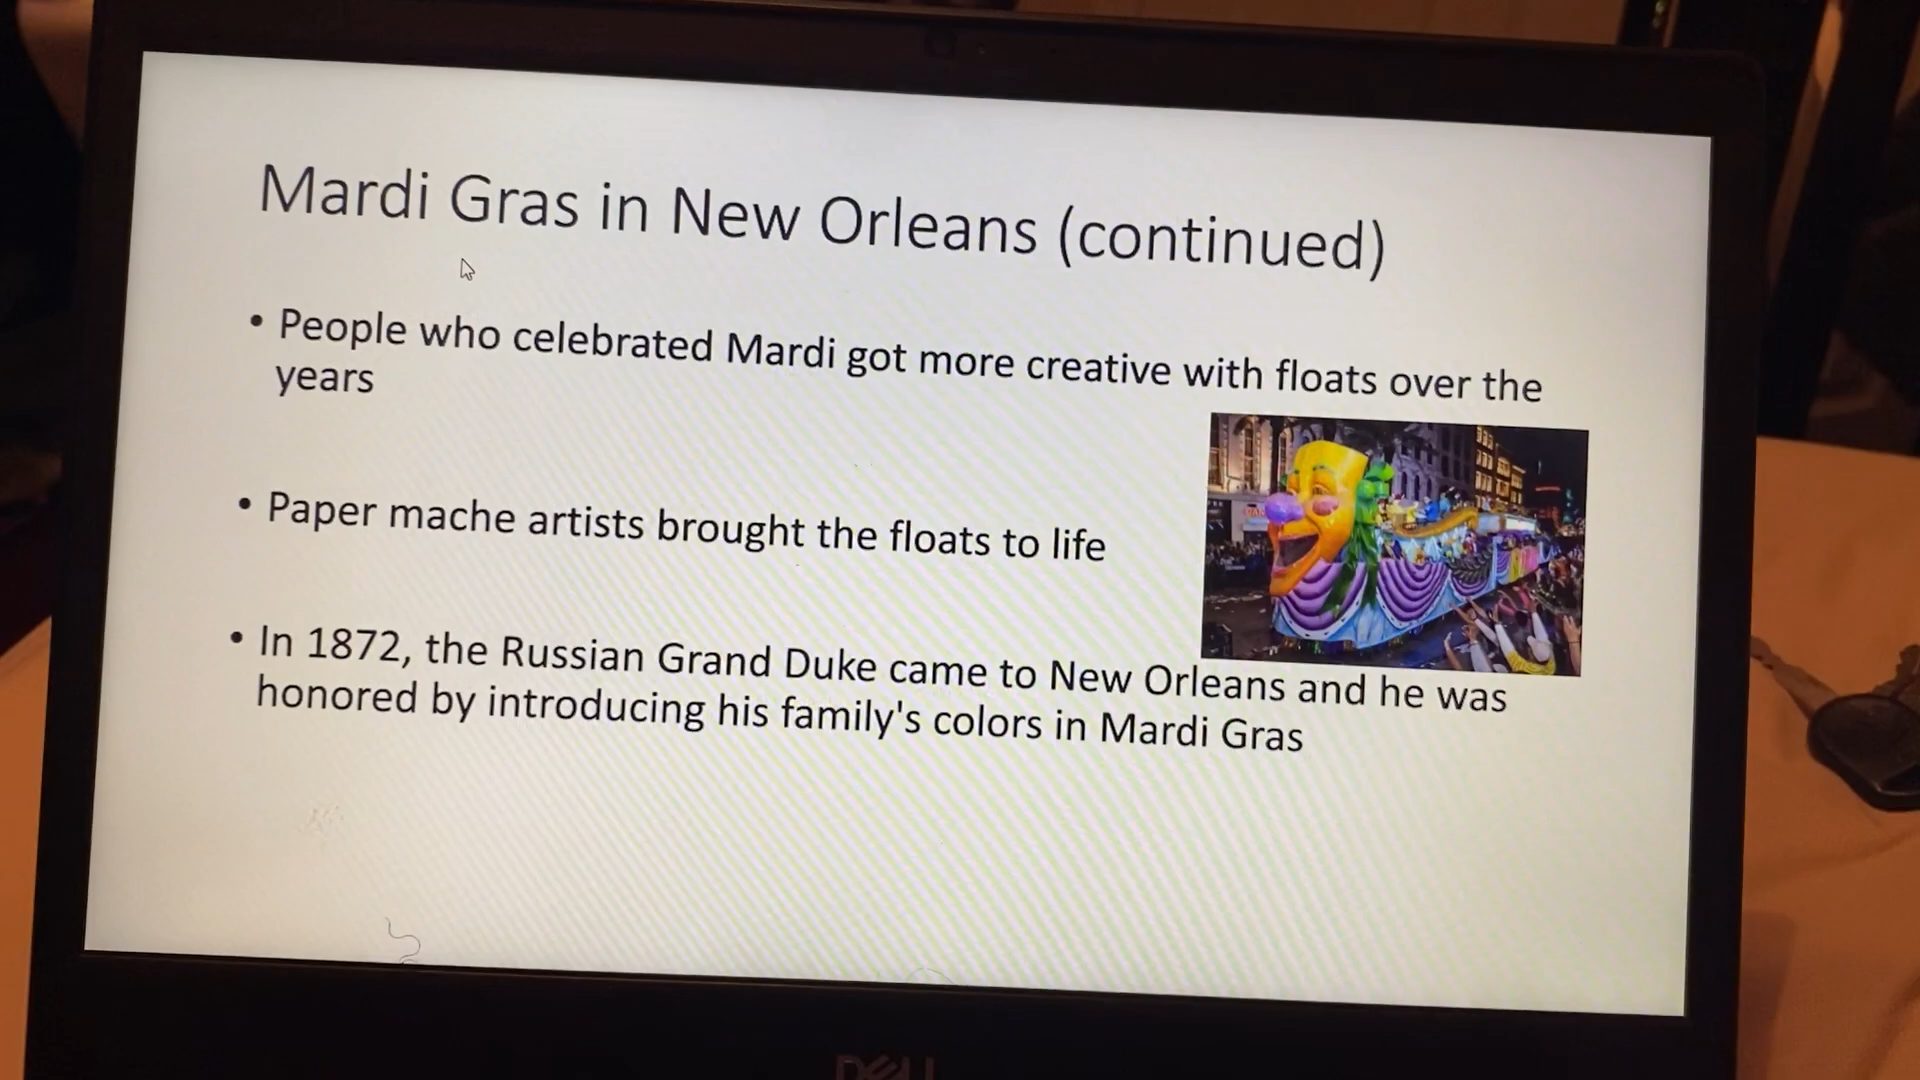 Mardi Gras in New Orleans (continued)
• People who celebrated Mardi got more creative with floats over the
years
• Paper mache artists brought the floats to life
• In 1872, the Russian Grand Duke came to New Orleans and he was
honored by introducing his family's colors in Mardi Gras
DELL